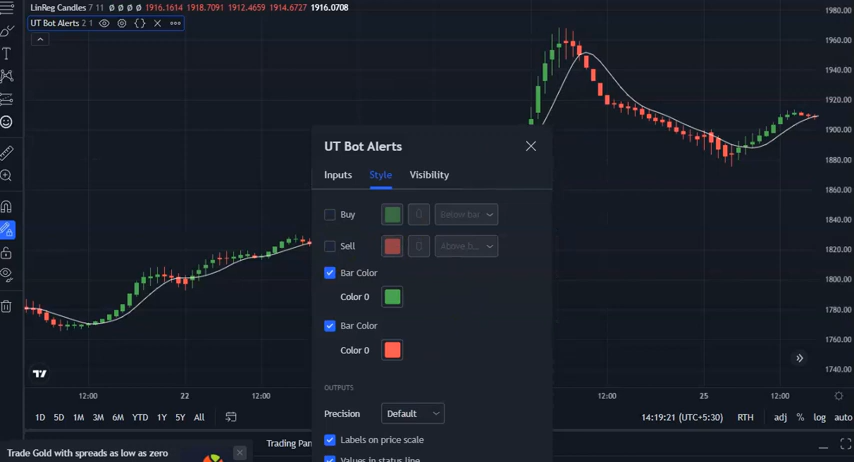 LinReg Candles 7 11 Ø Ø Ø Ø 1916.1614 1918.7091 1912.4659 1914.6727 1916.0708
UT Bot Alerts 2 1
1980.00
1960.00
1940.00
1920.00
1900.00
1880.00
1860.00
1840.00
1820.00
1800.00
1780.00
1760.00
1740.00
UT Bot Alerts
Inputs Style Visibility
Buy Below bar
Sell Above b...
Bar Color
Color 0
Bar Color
Color 0
OUTPUTS
Precision Default
Labels on price scale
Values in status line
12:00 22 12:00 12:00 25 12:00
1D 5D 1M 3M 6M YTD 1Y 5Y All 14:19:21 (UTC+5:30) RTH adj % log auto
Trading Pan
Trade Gold with spreads as low as zero